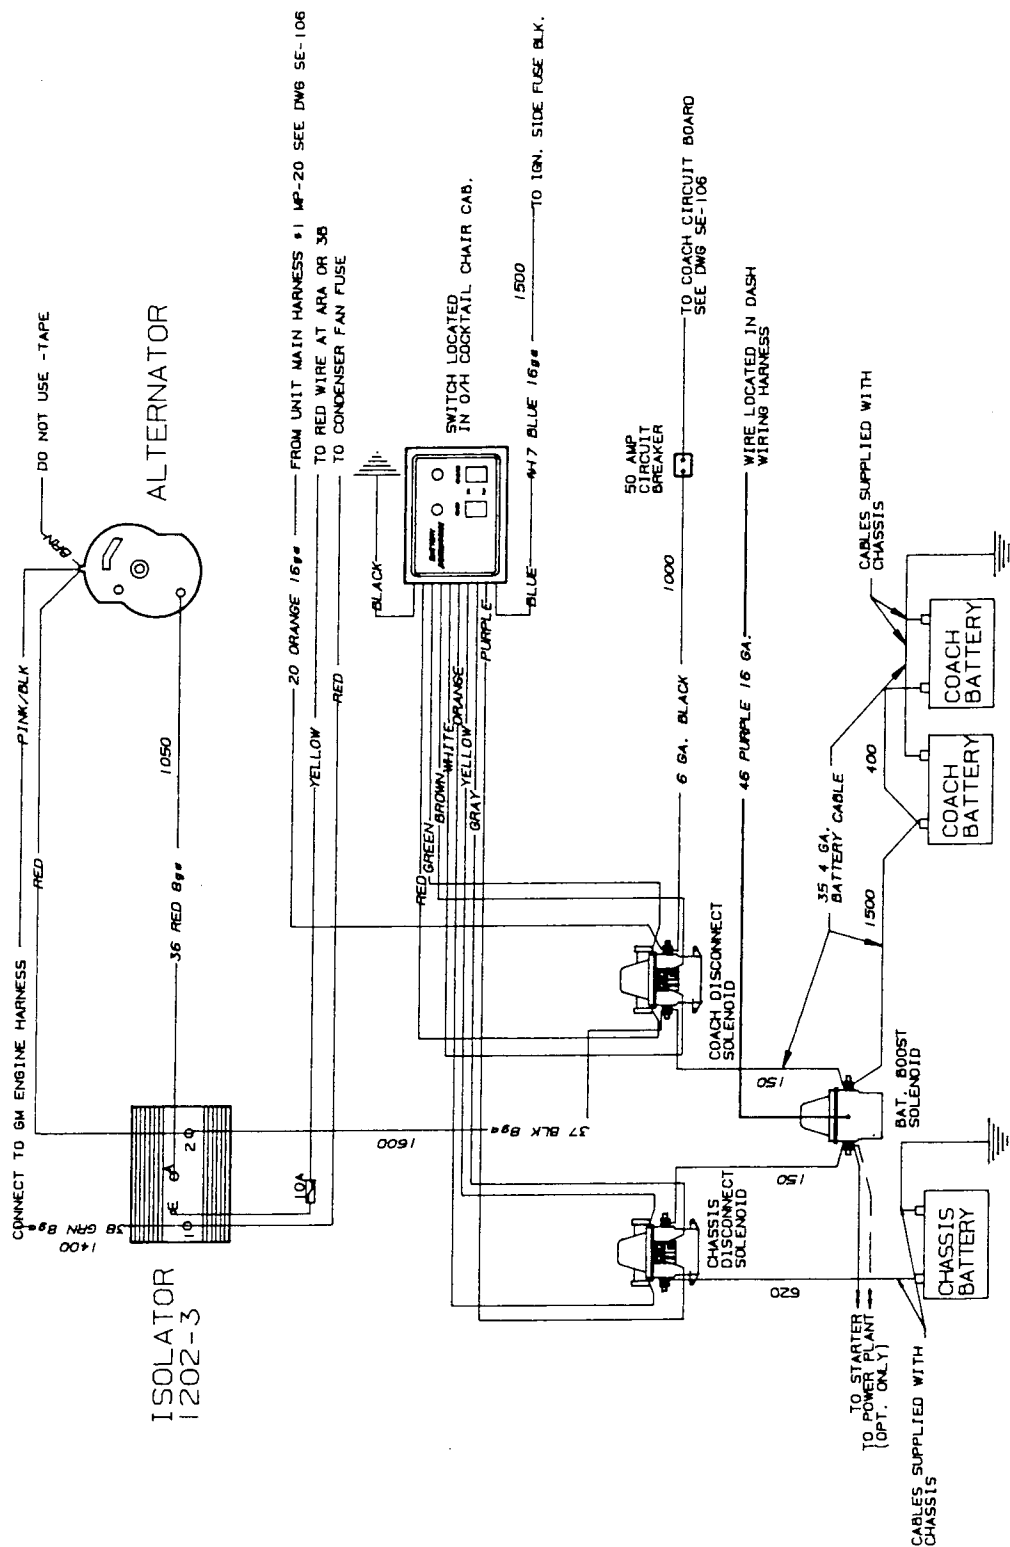 CONNECT TO GM ENGINE HARNESS
PINK/BLK
RED
BRN
DO NOT USE -TAPE
ALTERNATOR
1050
36 RED 8ga
ISOLATOR
1202-3
38 GRN 8ga
1400
1
E
A
2
10A
20 ORANGE 16ga
FROM UNIT MAIN HARNESS #1 MP-20 SEE DWG SE-106
YELLOW
TO RED WIRE AT ARA OR 38
RED
TO CONDENSER FAN FUSE
1600
37 BLK 8ga
BLACK
SWITCH LOCATED
IN O/H COCKTAIL CHAIR CAB.
BATTERY
DISCONNECT
RED
GREEN
BROWN
WHITE
ORANGE
YELLOW
GRAY
PURPLE
BLUE
#17 BLUE 16ga
1500
TO IGN. SIDE FUSE BLK.
50 AMP
CIRCUIT
BREAKER
6 GA. BLACK
1000
TO COACH CIRCUIT BOARD
SEE DWG SE-106
46 PURPLE 16 GA.
WIRE LOCATED IN DASH
WIRING HARNESS
COACH DISCONNECT
SOLENOID
CHASSIS
DISCONNECT
SOLENOID
150
150
620
BAT. BOOST
SOLENOID
35 4 GA.
BATTERY CABLE
1500
400
CABLES SUPPLIED WITH
CHASSIS
COACH
BATTERY
COACH
BATTERY
CHASSIS
BATTERY
TO STARTER
TO POWER PLANT
(OPT. ONLY)
CABLES SUPPLIED WITH
CHASSIS